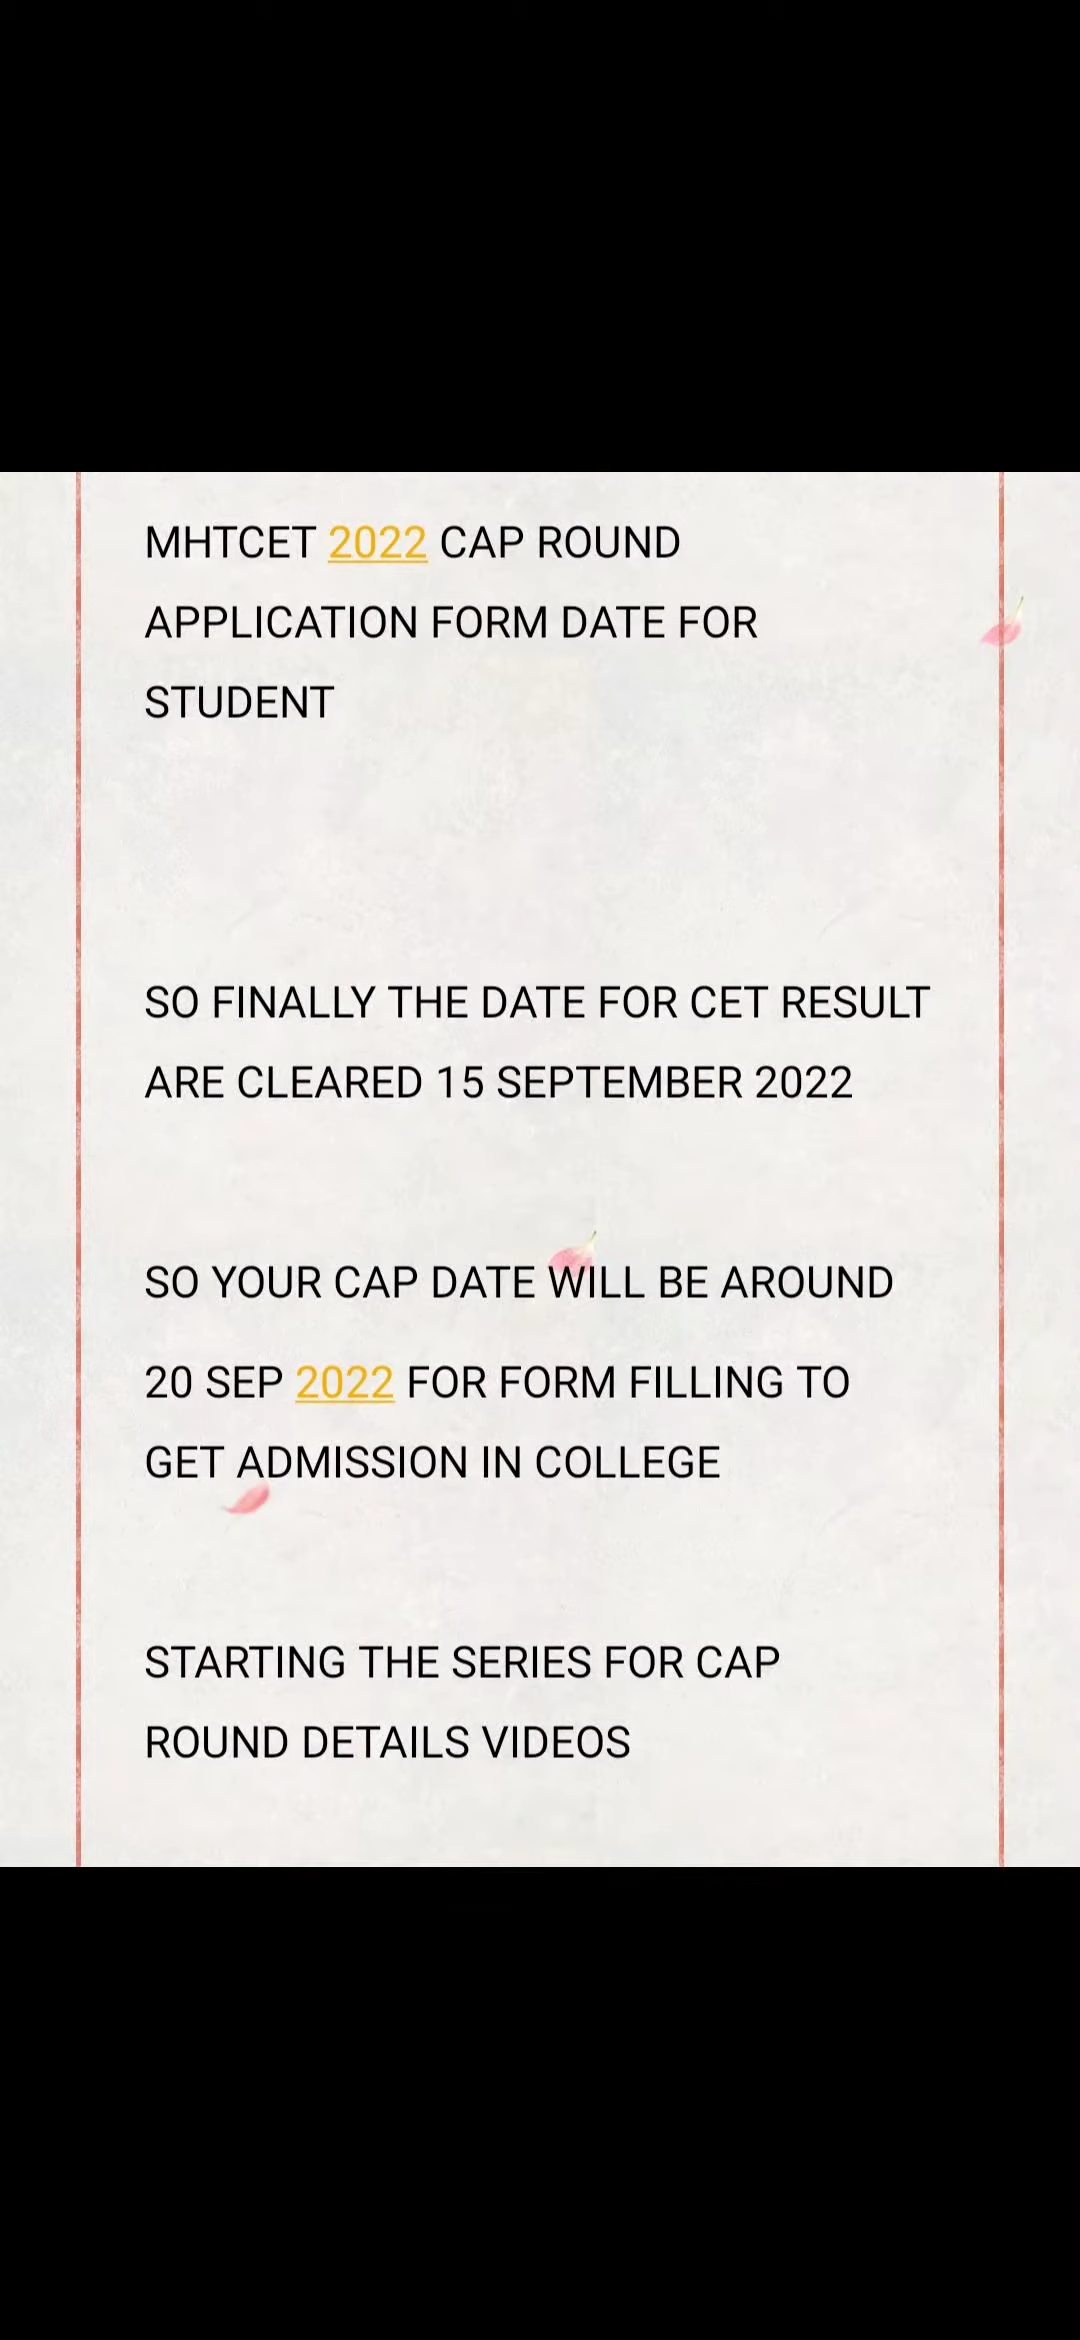 MHTCET 2022 CAP ROUND
APPLICATION FORM DATE FOR
STUDENT
SO FINALLY THE DATE FOR CET RESULT
ARE CLEARED 15 SEPTEMBER 2022
SO YOUR CAP DATE WILL BE AROUND
20 SEP 2022 FOR FORM FILLING TO
GET ADMISSION IN COLLEGE
STARTING THE SERIES FOR CAP
ROUND DETAILS VIDEOS